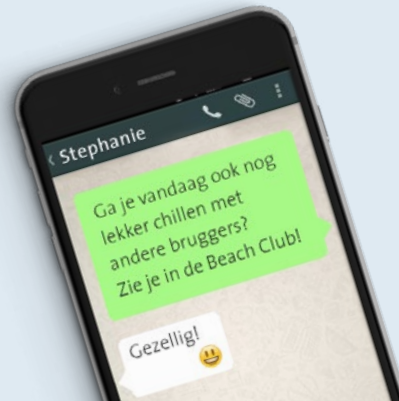 Stephanie
Ga je vandaag ook nog
lekker chillen met
andere bruggers?
Zie je in de Beach Club!
Gezellig!